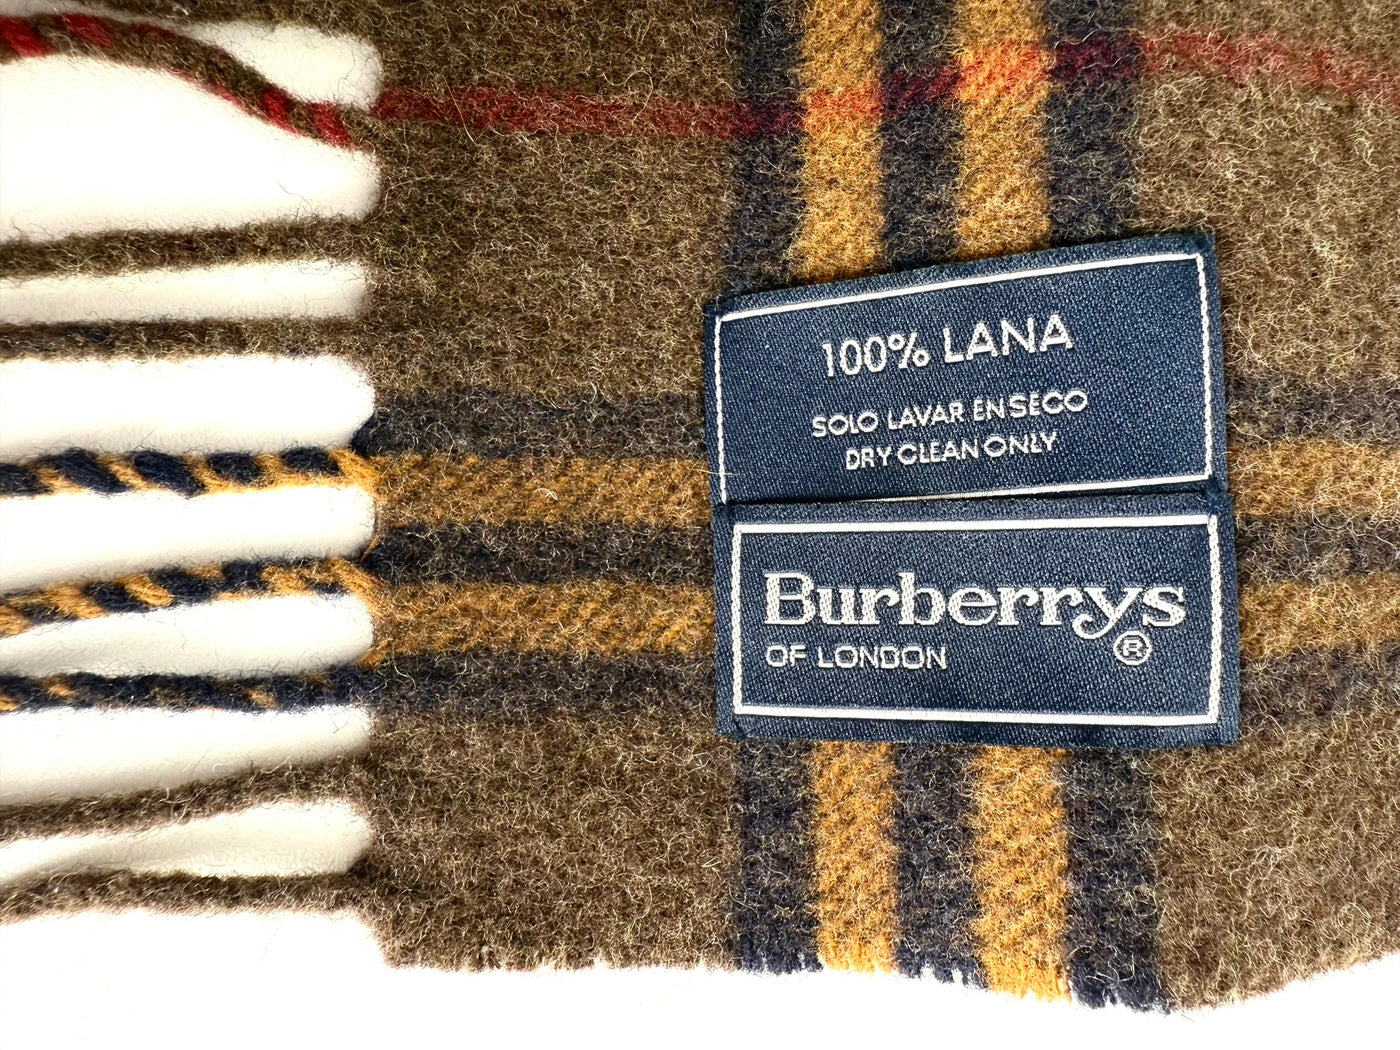 100% LANA
SOLO LAVAR EN SECO
DRY CLEAN ONLY
Burberrys
OF LONDON ®